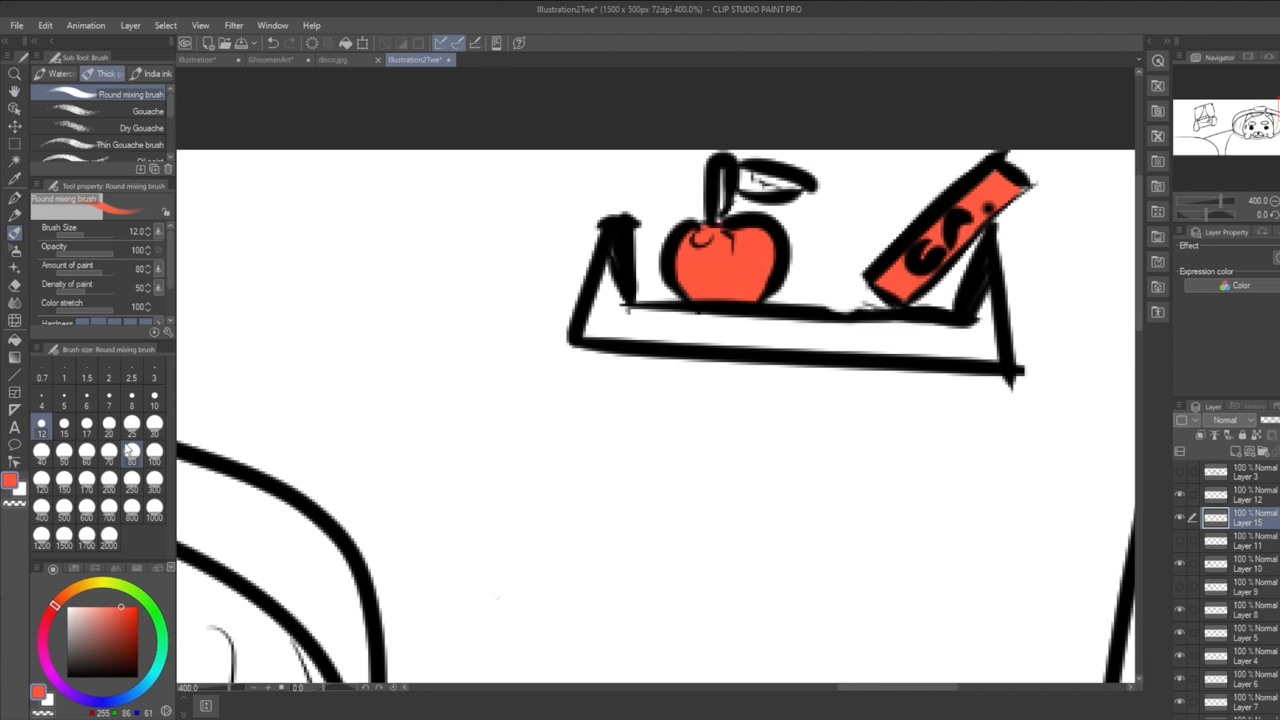 Illustration2Twe* (1500 x 500px 72dpi 400.0%) - CLIP STUDIO PAINT PRO
File Edit Animation Layer Select View Filter Window Help
Sub Tool: Brush
Illustration* GhoomanArt* disco.jpg Illustration2Twe*
Navigator
Waterc Thick p India ink
Round mixing brush
Gouache
Dry Gouache
Thin Gouache brush
Tool property: Round mixing brush
Round mixing brush
Brush Size 12.0
Opacity 100
Amount of paint 80
Density of paint 50
Color stretch 100
Hardness
Brush size: Round mixing brush
0.7 1 1.5 2 2.5 3
4 5 6 7 8 10
12 15 17 20 25 30
40 50 60 70 80 100
120 150 170 200 250 300
400 500 600 700 800 1000
1200 1500 1700 2000
255 86 61
400.0 0.0
400.0
0.0
Layer Property
Effect
Expression color
Color
Layer
Normal
100 % Normal
Layer 3
100 % Normal
Layer 12
100 % Normal
Layer 15
100 % Normal
Layer 11
100 % Normal
Layer 10
100 % Normal
Layer 9
100 % Normal
Layer 8
100 % Normal
Layer 5
100 % Normal
Layer 4
100 % Normal
Layer 6
100 % Normal
Layer 7